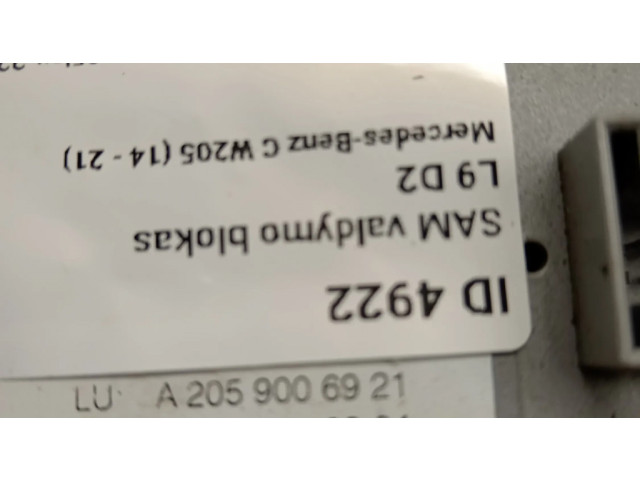 ID 4922
SAM valdymo blokas
L9 D2
Mercedes-Benz C W205 (14 - 21)
LU A 205 900 69 21